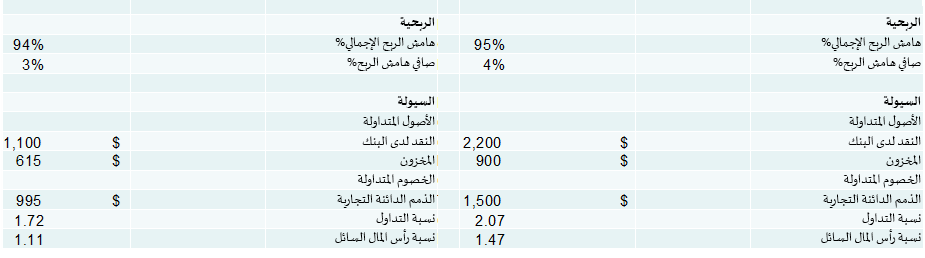 الربحية
هامش الربح الإجمالي% 95%
صافي هامش الربح% 4%
السيولة
الأصول المتداولة
النقد لدى البنك $ 2,200
المخزون $ 900
الخصوم المتداولة
الذمم الدائنة التجارية $ 1,500
نسبة التداول 2.07
نسبة رأس المال السائل 1.47
الربحية
هامش الربح الإجمالي% 94%
صافي هامش الربح% 3%
السيولة
الأصول المتداولة
النقد لدى البنك $ 1,100
المخزون $ 615
الخصوم المتداولة
الذمم الدائنة التجارية $ 995
نسبة التداول 1.72
نسبة رأس المال السائل 1.11